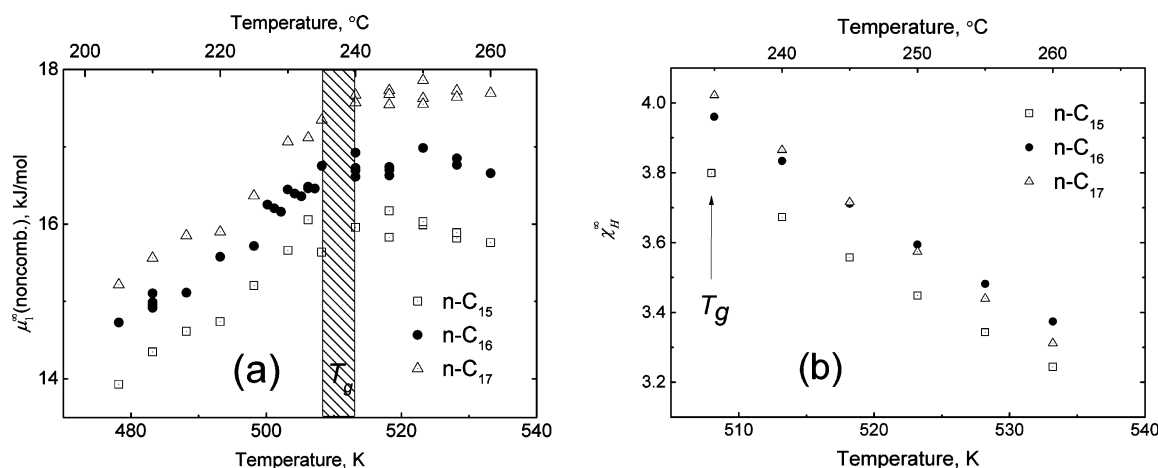 Temperature, °C
200 220 240 260
18
16
14
μ₁∞(noncomb.), kJ/mol
n-C15
n-C16
n-C17
(a)
Tg
480 500 520 540
Temperature, K
Temperature, °C
240 250 260
4.0
3.8
3.6
3.4
3.2
χ̃H∞
n-C15
n-C16
n-C17
Tg
(b)
510 520 530 540
Temperature, K